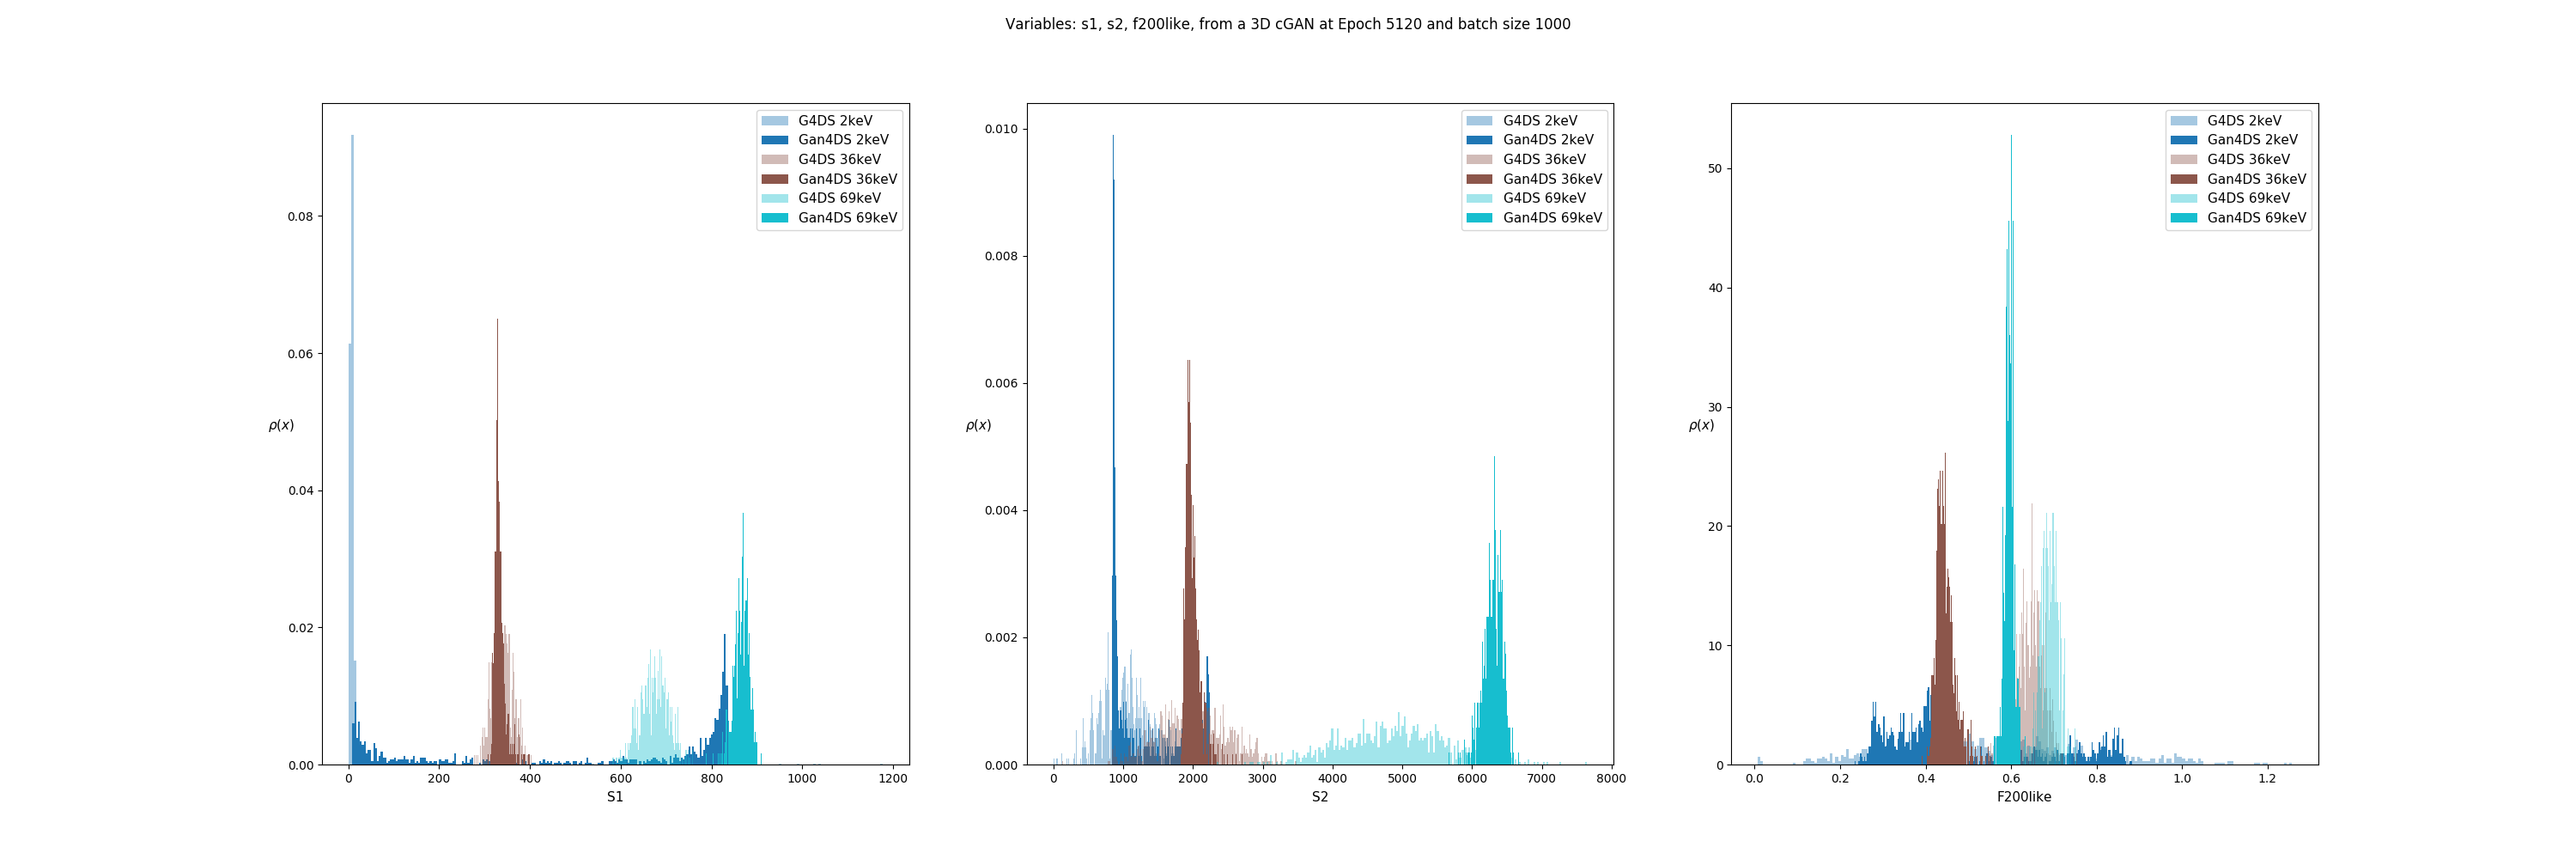 Variables: s1, s2, f200like, from a 3D cGAN at Epoch 5120 and batch size 1000
G4DS 2keV
Gan4DS 2keV
G4DS 36keV
Gan4DS 36keV
G4DS 69keV
Gan4DS 69keV
0.08
0.06
0.04
0.02
0.00
ρ(x)
0
200
400
600
800
1000
1200
S1
G4DS 2keV
Gan4DS 2keV
G4DS 36keV
Gan4DS 36keV
G4DS 69keV
Gan4DS 69keV
0.010
0.008
0.006
0.004
0.002
0.000
ρ(x)
0
1000
2000
3000
4000
5000
6000
7000
8000
S2
G4DS 2keV
Gan4DS 2keV
G4DS 36keV
Gan4DS 36keV
G4DS 69keV
Gan4DS 69keV
50
40
30
20
10
0
ρ(x)
0.0
0.2
0.4
0.6
0.8
1.0
1.2
F200like